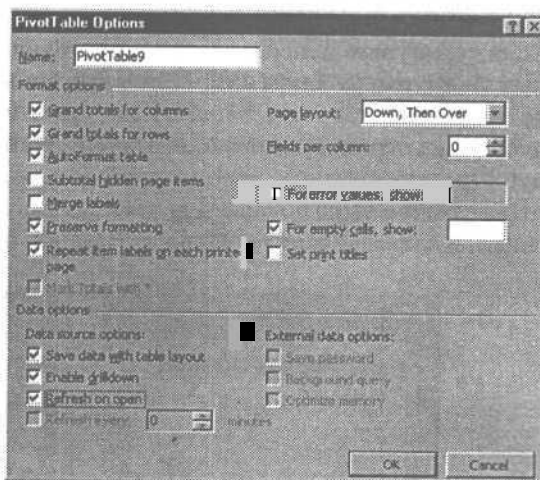 PivotTable Options
Name: PivotTable9
Format options
Grand totals for columns
Page layout: Down, Then Over
Grand totals for rows
Fields per column: 0
AutoFormat table
Subtotal hidden page items
For error values, show:
Merge labels
Preserve formatting
For empty cells, show:
Repeat item labels on each printe
page
Set print titles
Mark Totals with *
Data options
Data source options:
External data options:
Save data with table layout
Save password
Enable drilldown
Background query
Refresh on open
Optimize memory
Refresh every: 0 minutes
OK
Cancel